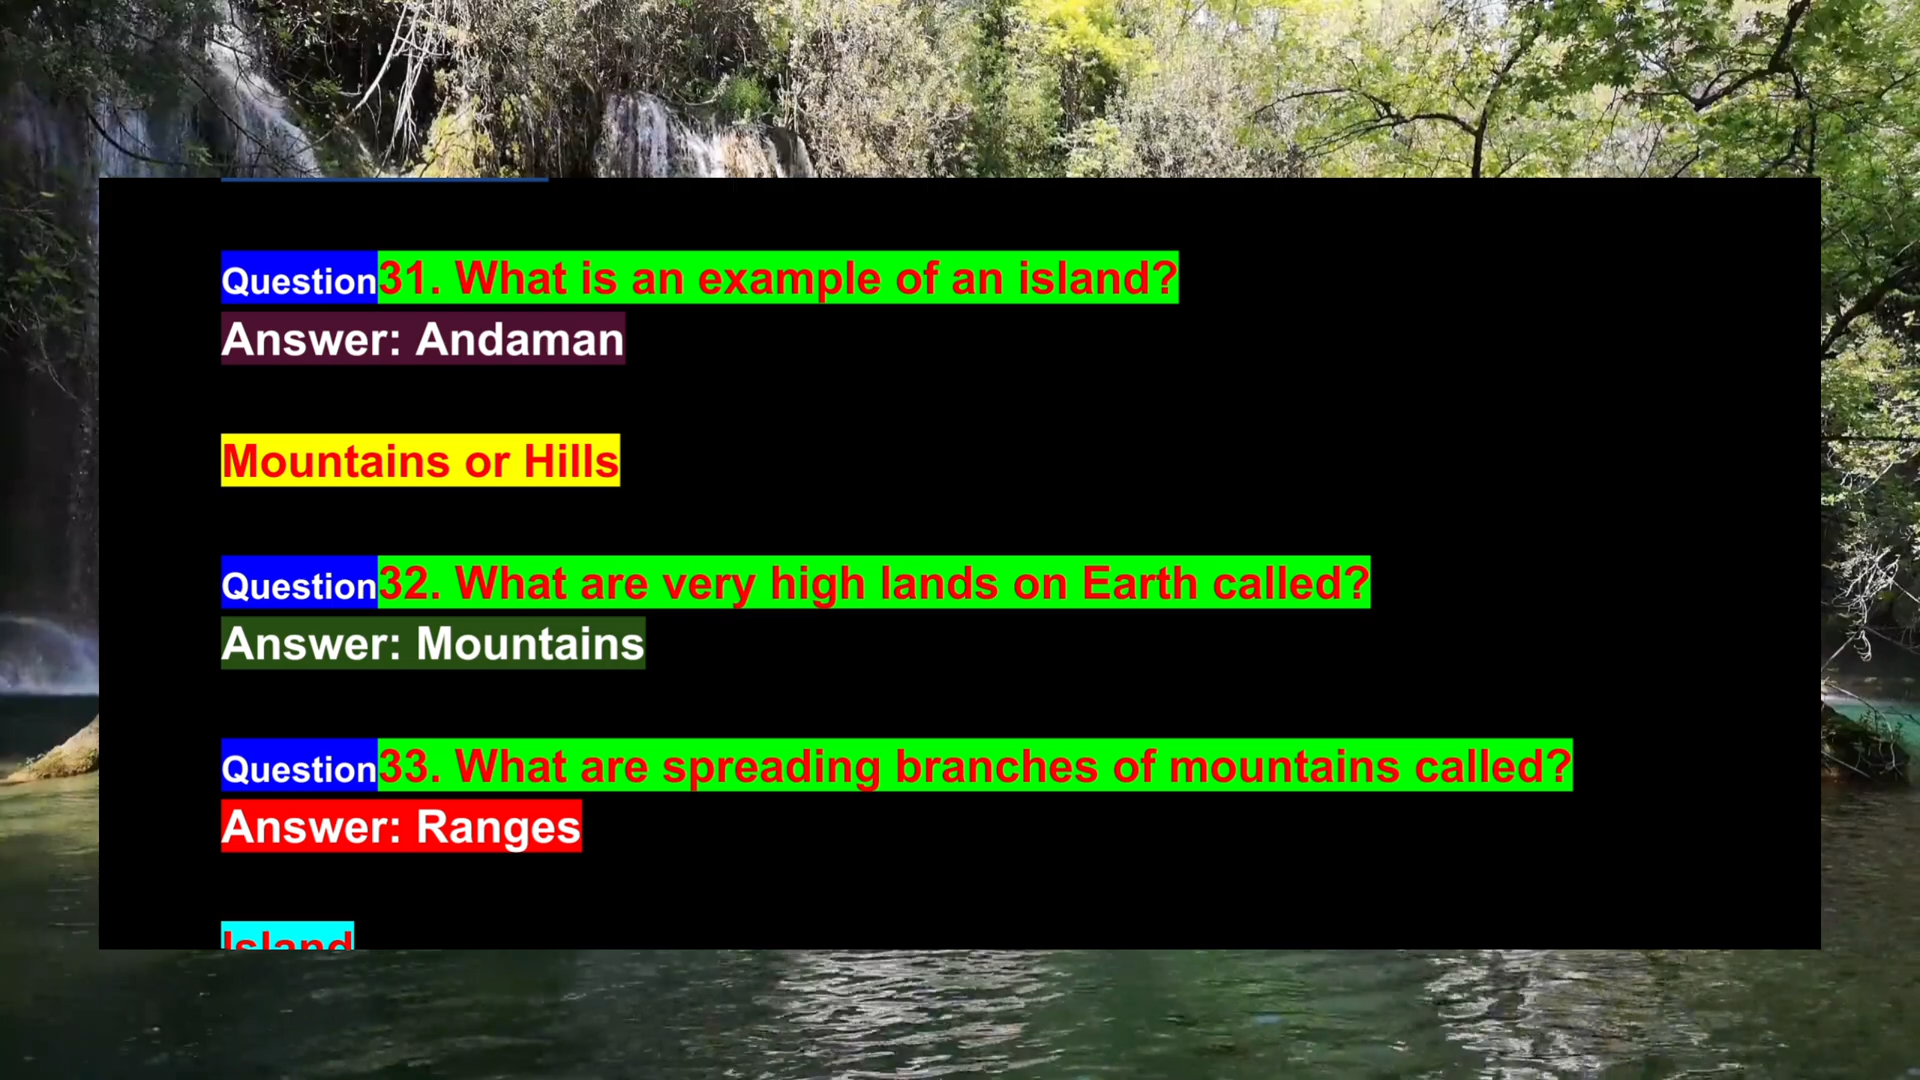 Question31. What is an example of an island?
Answer: Andaman
Mountains or Hills
Question32. What are very high lands on Earth called?
Answer: Mountains
Question33. What are spreading branches of mountains called?
Answer: Ranges
Island